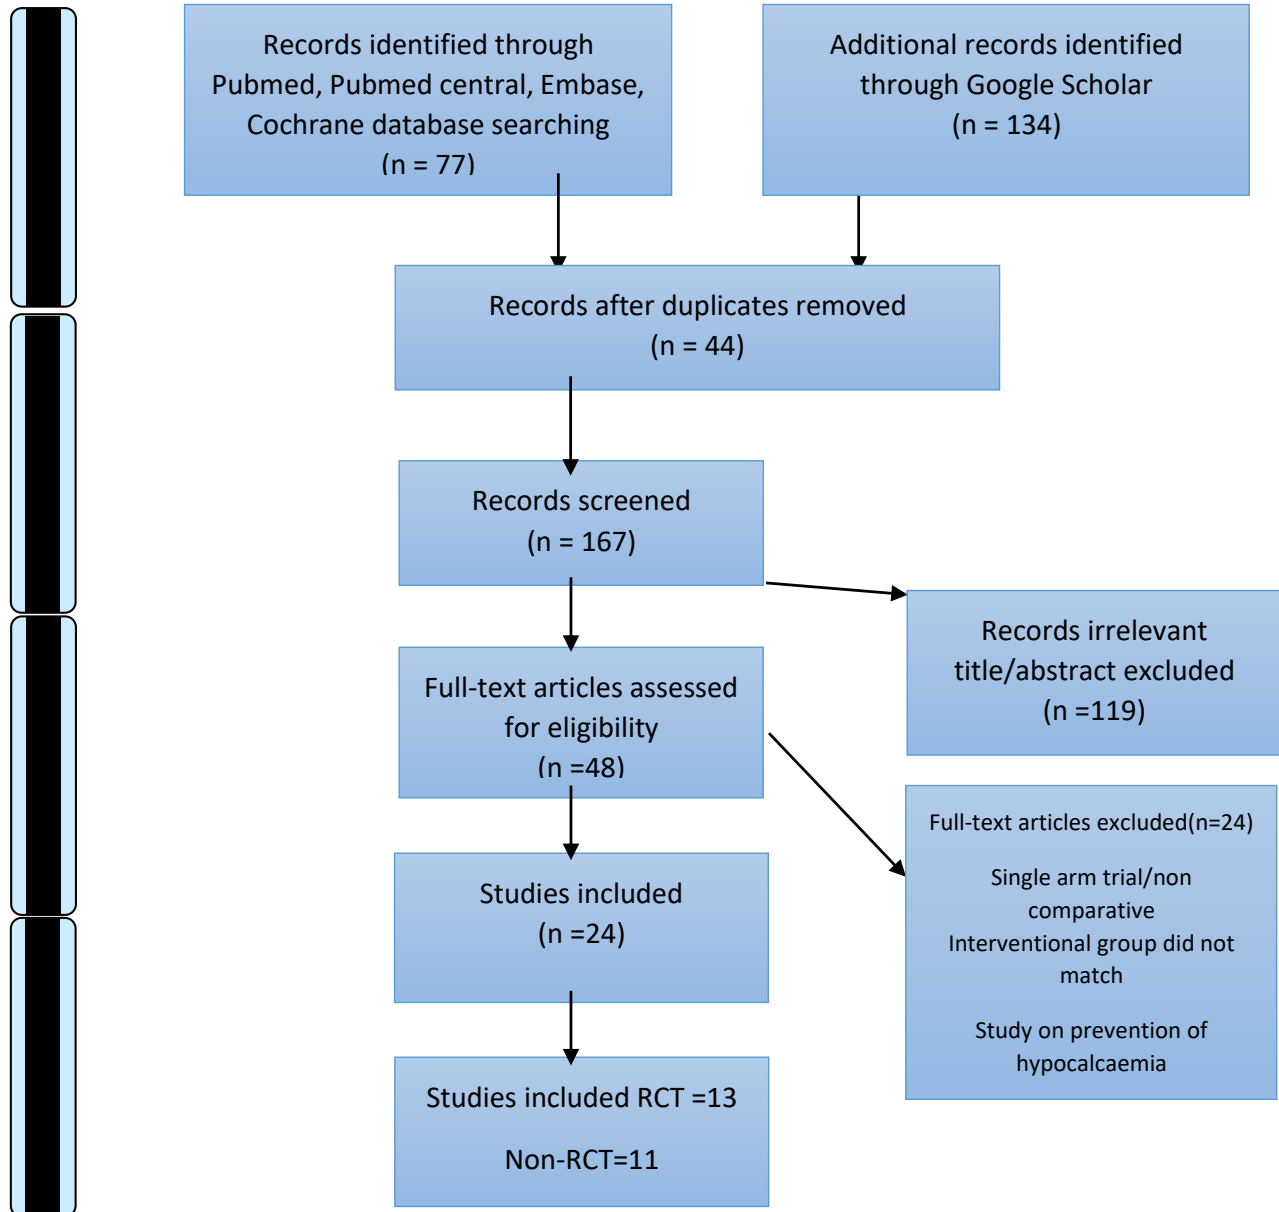 Records identified through
Pubmed, Pubmed central, Embase,
Cochrane database searching
(n = 77)
Additional records identified
through Google Scholar
(n = 134)
Records after duplicates removed
(n = 44)
Records screened
(n = 167)
Records irrelevant
title/abstract excluded
(n =119)
Full-text articles assessed
for eligibility
(n =48)
Full-text articles excluded(n=24)
Single arm trial/non
comparative
Interventional group did not
match
Study on prevention of
hypocalcaemia
Studies included
(n =24)
Studies included RCT =13
Non-RCT=11